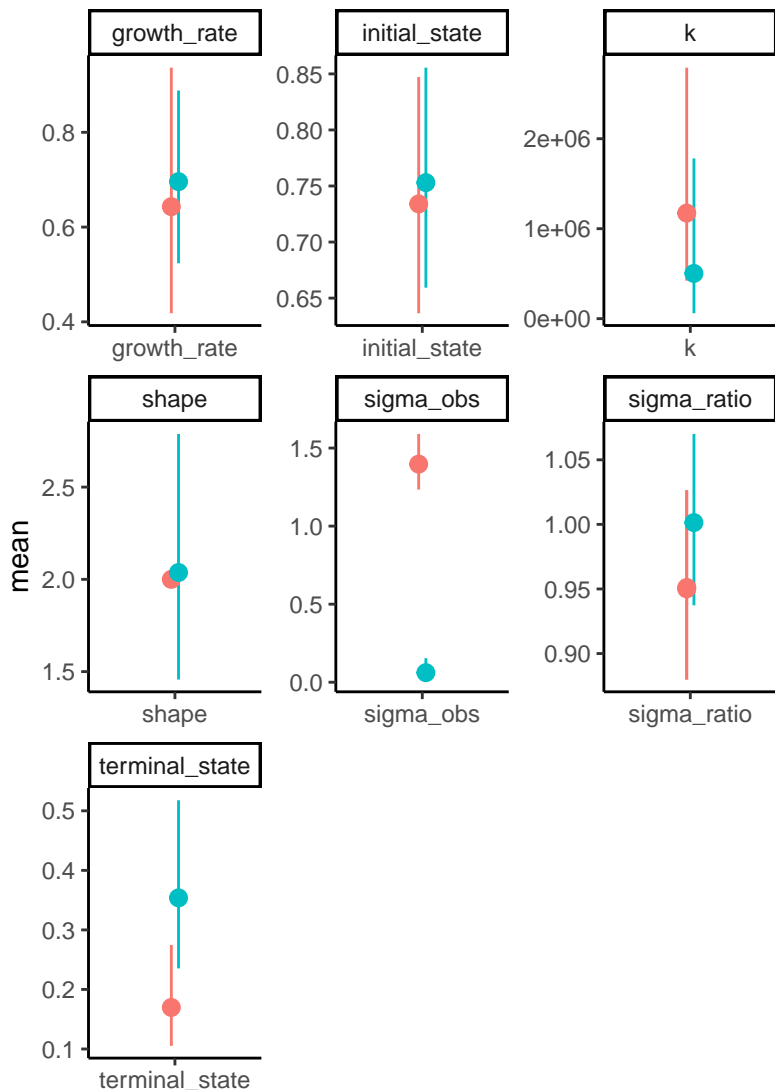 growth_rate
initial_state
k
0.8
0.6
0.4
growth_rate
0.85
0.80
0.75
0.70
0.65
initial_state
2e+06
1e+06
0e+00
k
shape
sigma_obs
sigma_ratio
mean
2.5
2.0
1.5
shape
1.5
1.0
0.5
0.0
sigma_obs
1.05
1.00
0.95
0.90
sigma_ratio
terminal_state
0.5
0.4
0.3
0.2
0.1
terminal_state